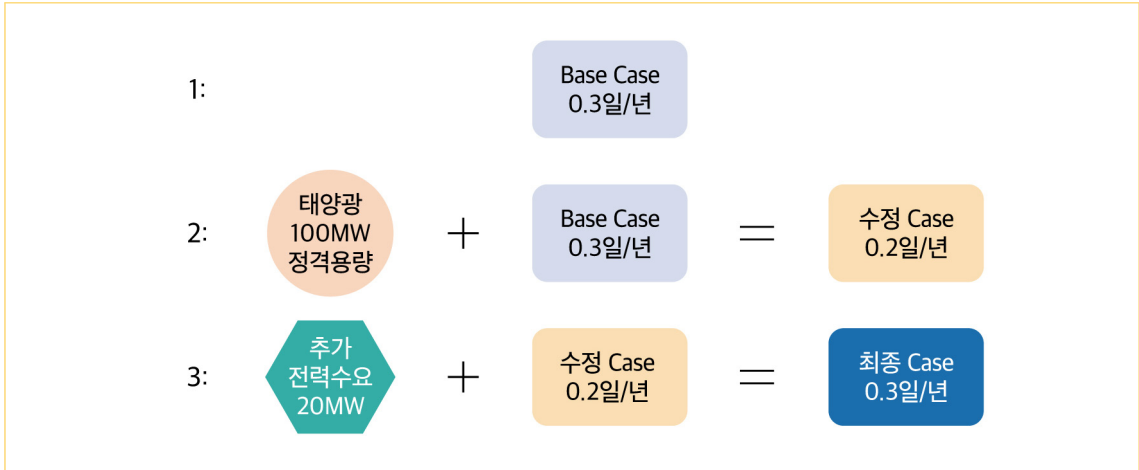 1:
Base Case
0.3일/년
2:
태양광
100MW
정격용량
+
Base Case
0.3일/년
=
수정 Case
0.2일/년
3:
추가
전력수요
20MW
+
수정 Case
0.2일/년
=
최종 Case
0.3일/년